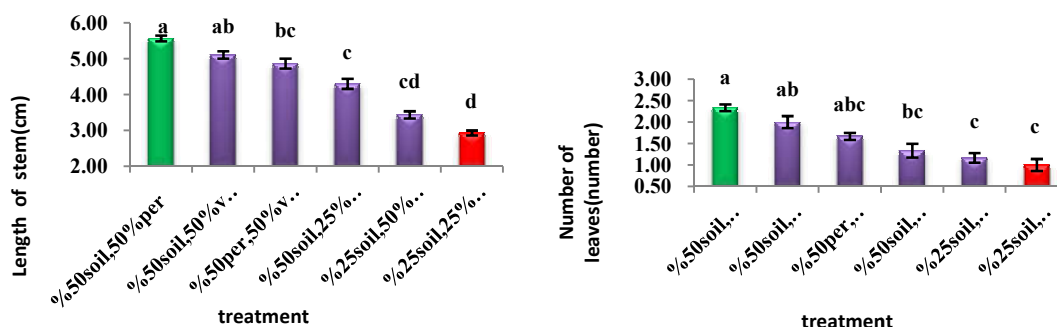 6.00
5.00
4.00
3.00
2.00
Length of stem(cm)
a
ab
bc
c
cd
d
%50soil,50%per
%50soil,50%v..
%50per,50%v..
%50soil,25%..
%25soil,50%..
%25soil,25%..
treatment
3.00
2.50
2.00
1.50
1.00
0.50
Number of
leaves(number)
a
ab
abc
bc
c
c
%50soil,..
%50soil,..
%50per,..
%50soil,..
%25soil,..
%25soil,..
treatment